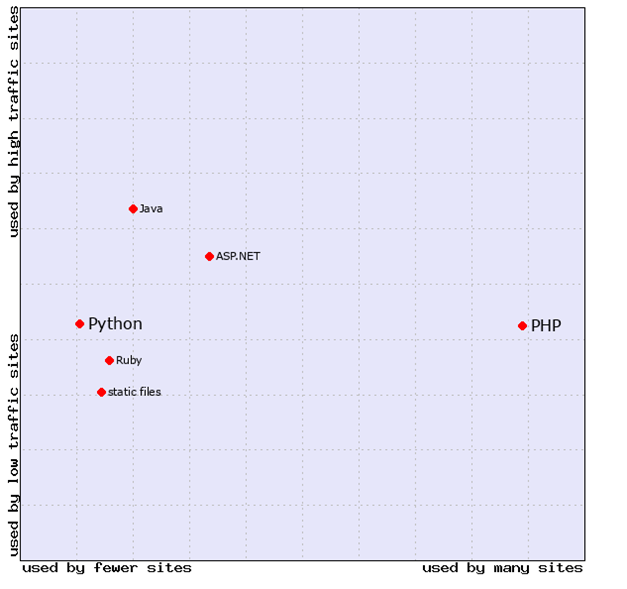 used by high traffic sites
Java
ASP.NET
Python
PHP
Ruby
static files
used by low traffic sites
used by fewer sites
used by many sites